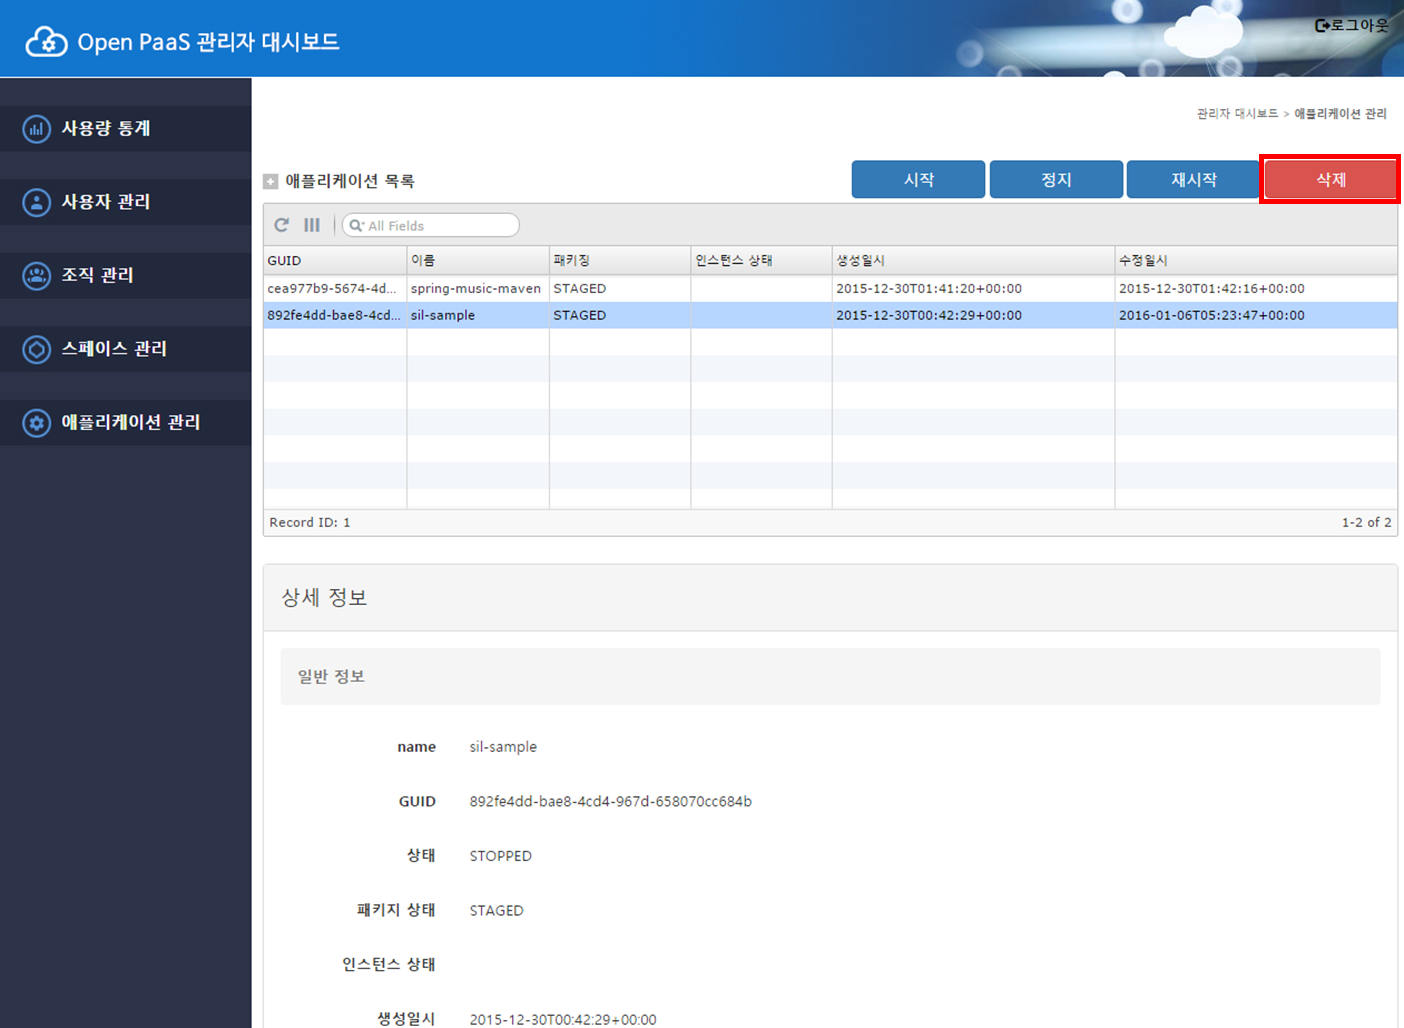 Open PaaS 관리자 대시보드
로그아웃
사용량 통계
사용자 관리
조직 관리
스페이스 관리
애플리케이션 관리
관리자 대시보드 > 애플리케이션 관리
애플리케이션 목록
시작 정지 재시작 삭제
All Fields
GUID 이름 패키징 인스턴스 상태 생성일시 수정일시
cea977b9-5674-4d... spring-music-maven STAGED 2015-12-30T01:41:20+00:00 2015-12-30T01:42:16+00:00
892fe4dd-bae8-4cd... sil-sample STAGED 2015-12-30T00:42:29+00:00 2016-01-06T05:23:47+00:00
Record ID: 1 1-2 of 2
상세 정보
일반 정보
name sil-sample
GUID 892fe4dd-bae8-4cd4-967d-658070cc684b
상태 STOPPED
패키지 상태 STAGED
인스턴스 상태
생성일시 2015-12-30T00:42:29+00:00